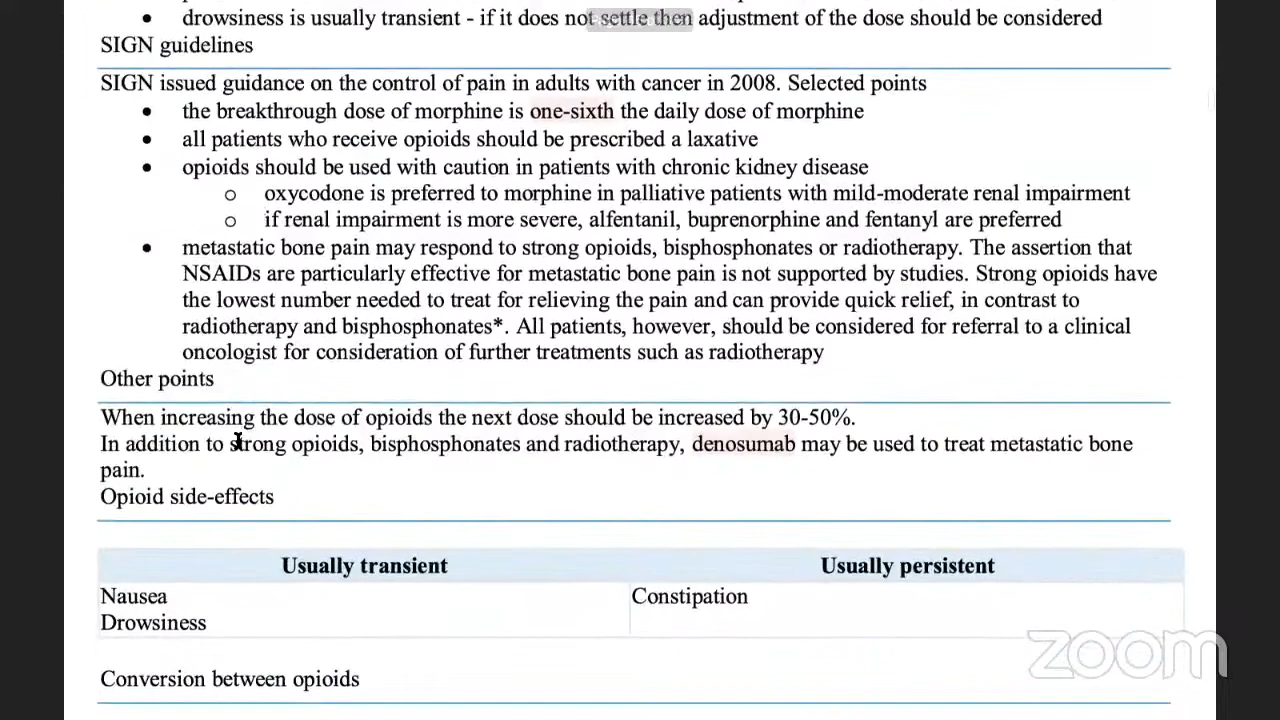 • drowsiness is usually transient - if it does not settle then adjustment of the dose should be considered
SIGN guidelines
SIGN issued guidance on the control of pain in adults with cancer in 2008. Selected points
• the breakthrough dose of morphine is one-sixth the daily dose of morphine
• all patients who receive opioids should be prescribed a laxative
• opioids should be used with caution in patients with chronic kidney disease
o oxycodone is preferred to morphine in palliative patients with mild-moderate renal impairment
o if renal impairment is more severe, alfentanil, buprenorphine and fentanyl are preferred
• metastatic bone pain may respond to strong opioids, bisphosphonates or radiotherapy. The assertion that
NSAIDs are particularly effective for metastatic bone pain is not supported by studies. Strong opioids have
the lowest number needed to treat for relieving the pain and can provide quick relief, in contrast to
radiotherapy and bisphosphonates*. All patients, however, should be considered for referral to a clinical
oncologist for consideration of further treatments such as radiotherapy
Other points
When increasing the dose of opioids the next dose should be increased by 30-50%.
In addition to strong opioids, bisphosphonates and radiotherapy, denosumab may be used to treat metastatic bone
pain.
Opioid side-effects
Usually transient Usually persistent
Nausea Constipation
Drowsiness
zoom
Conversion between opioids